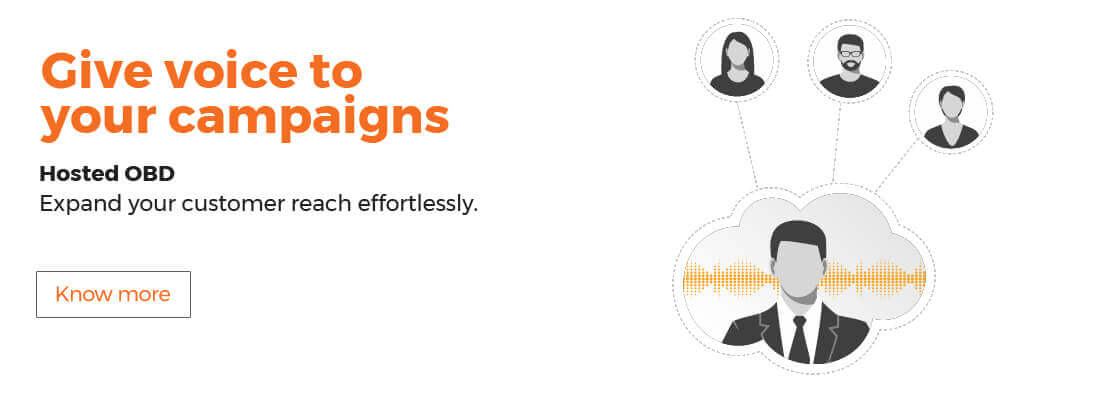 Give voice to
your campaigns
Hosted OBD
Expand your customer reach effortlessly.
Know more